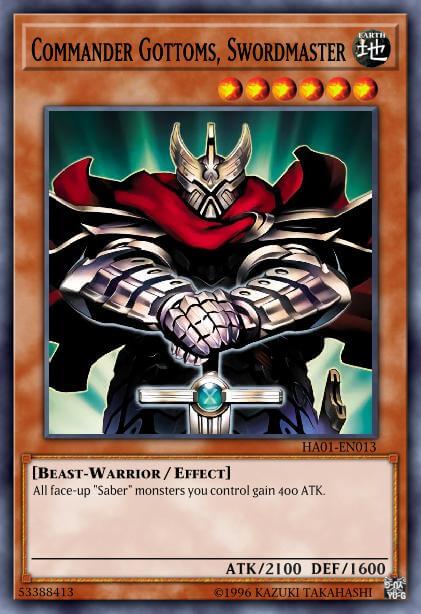 Commander Gottoms, Swordmaster
EARTH
地
HA01-EN013
[Beast-Warrior / Effect]
All face-up "Saber" monsters you control gain 400 ATK.
ATK/2100 DEF/1600
53388413
©1996 KAZUKI TAKAHASHI